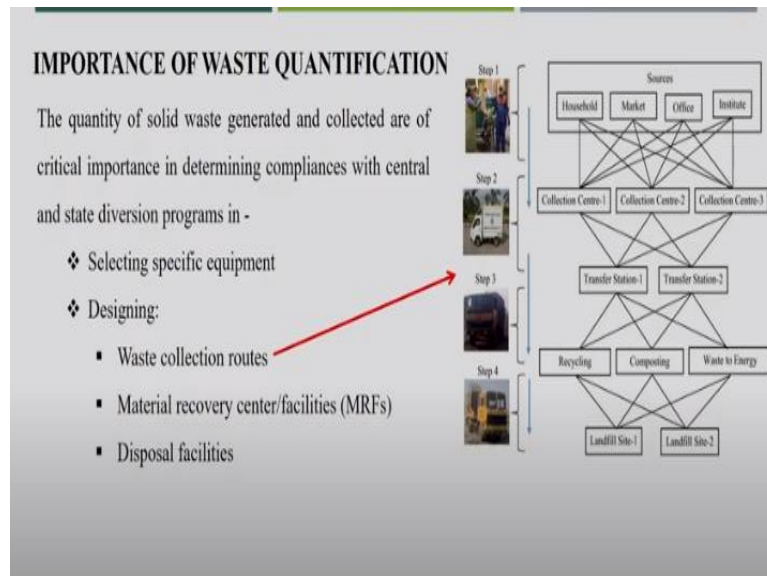 IMPORTANCE OF WASTE QUANTIFICATION
The quantity of solid waste generated and collected are of
critical importance in determining compliances with central
and state diversion programs in -
❖ Selecting specific equipment
❖ Designing:
▪ Waste collection routes
▪ Material recovery center/facilities (MRFs)
▪ Disposal facilities
Step 1
Step 2
Step 3
Step 4
Sources
Household Market Office Institute
Collection Centre-1 Collection Centre-2 Collection Centre-3
Transfer Station-1 Transfer Station-2
Recycling Composting Waste to Energy
Landfill Site-1 Landfill Site-2